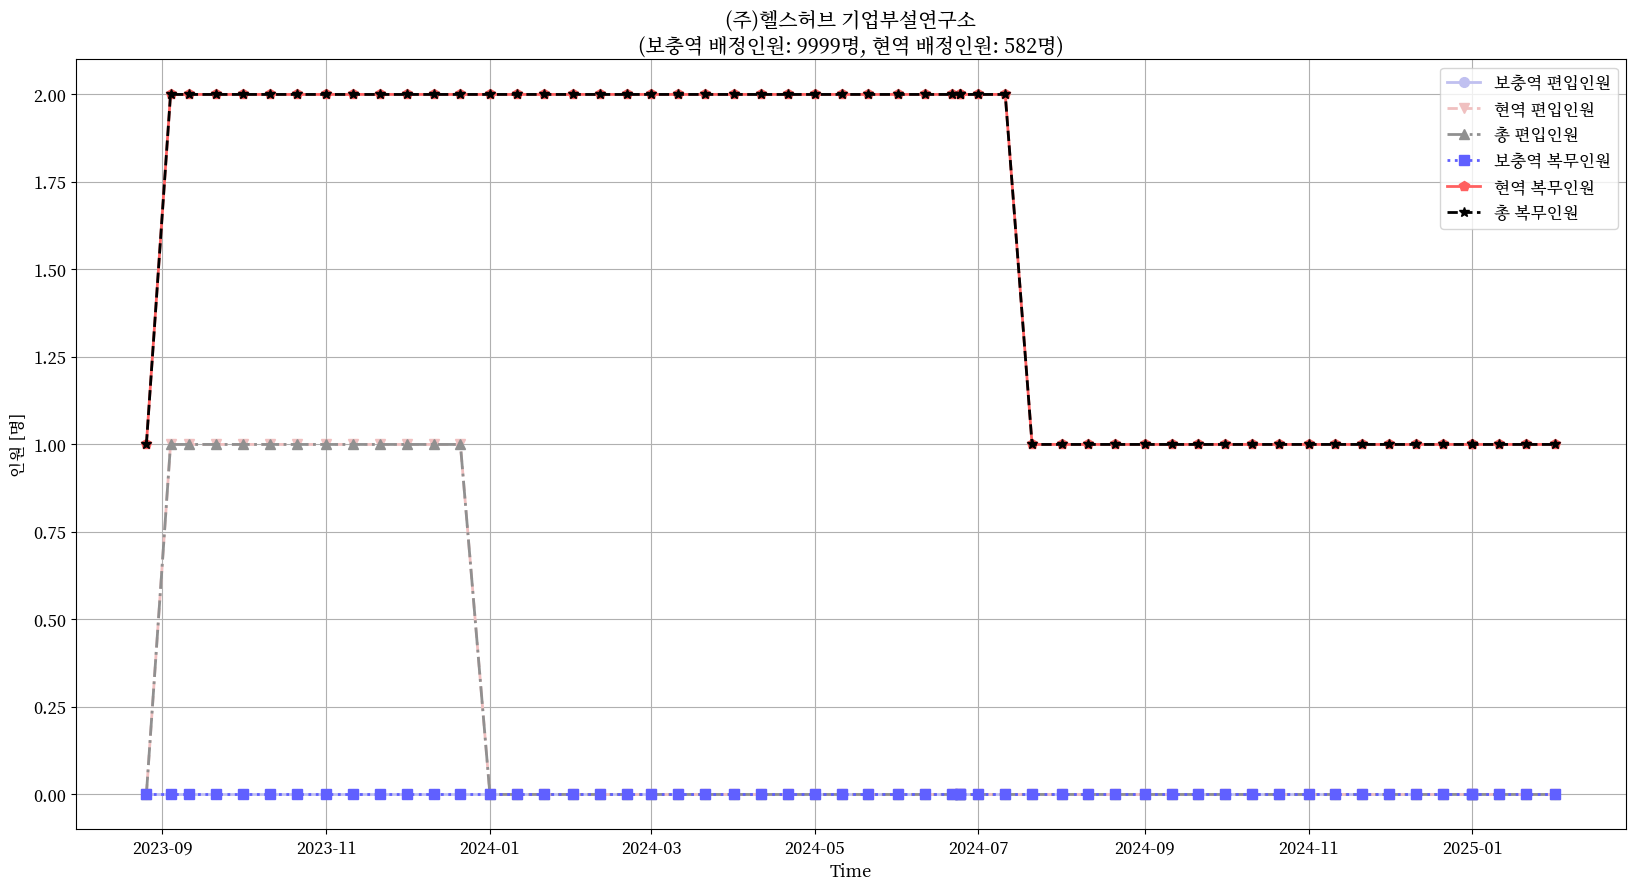 (주)헬스허브 기업부설연구소
(보충역 배정인원: 9999명, 현역 배정인원: 582명)
보충역 편입인원
현역 편입인원
총 편입인원
보충역 복무인원
현역 복무인원
총 복무인원
인원 [명]
2.00
1.75
1.50
1.25
1.00
0.75
0.50
0.25
0.00
2023-09 2023-11 2024-01 2024-03 2024-05 2024-07 2024-09 2024-11 2025-01
Time